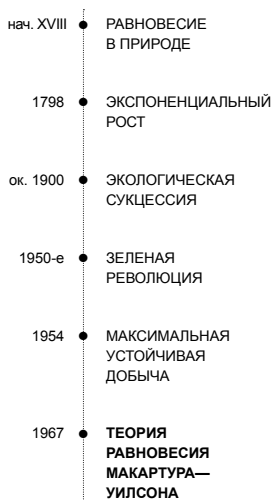 нач. XVIII РАВНОВЕСИЕ
В ПРИРОДЕ
1798 ЭКСПОНЕНЦИАЛЬНЫЙ
РОСТ
ок. 1900 ЭКОЛОГИЧЕСКАЯ
СУКЦЕССИЯ
1950-е ЗЕЛЕНАЯ
РЕВОЛЮЦИЯ
1954 МАКСИМАЛЬНАЯ
УСТОЙЧИВАЯ
ДОБЫЧА
1967 ТЕОРИЯ
РАВНОВЕСИЯ
МАКАРТУРА—
УИЛСОНА